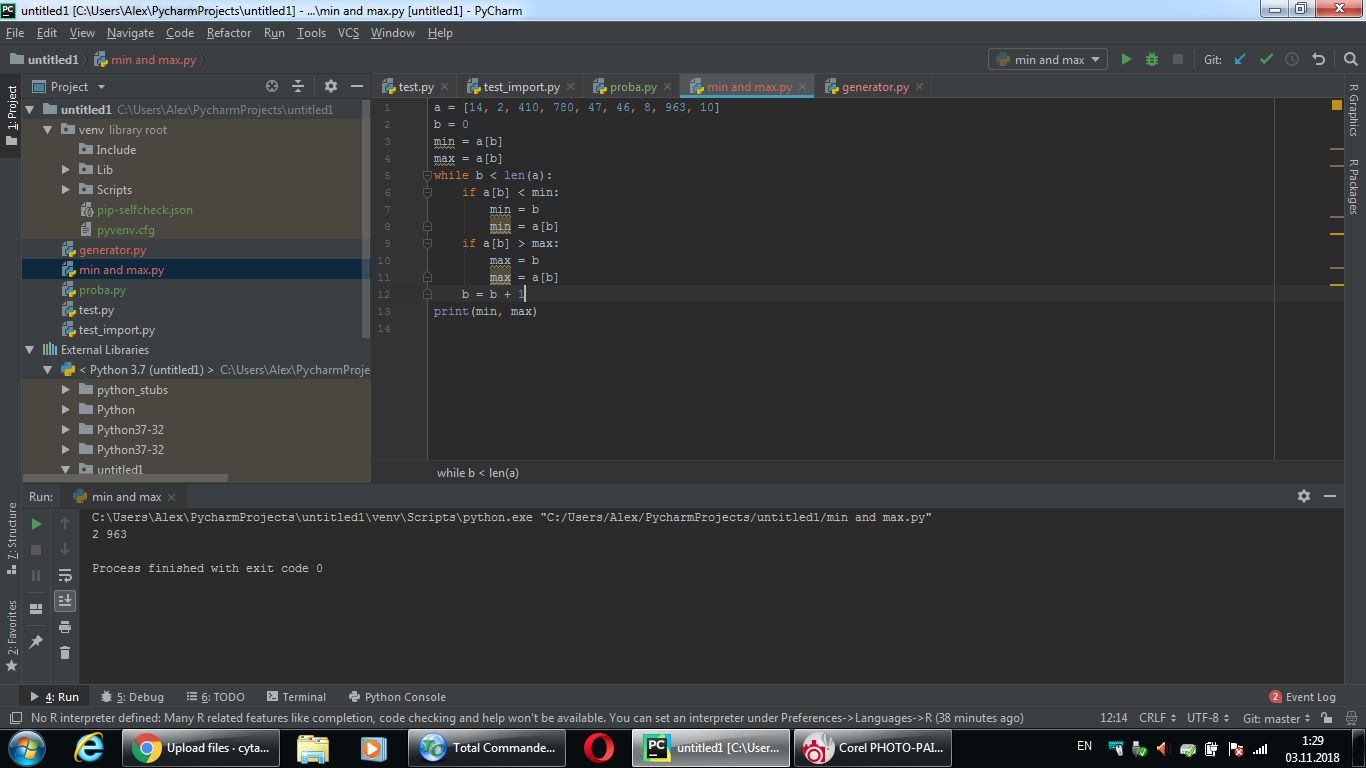 untitled1 [C:\Users\Alex\PycharmProjects\untitled1] - ...\min and max.py [untitled1] - PyCharm
File Edit View Navigate Code Refactor Run Tools VCS Window Help
untitled1 min and max.py
min and max Git:
Project
test.py test_import.py proba.py min and max.py generator.py
1: Project
untitled1 C:\Users\Alex\PycharmProjects\untitled1
venv library root
Include
Lib
Scripts
pip-selfcheck.json
pyvenv.cfg
generator.py
min and max.py
proba.py
test.py
test_import.py
External Libraries
< Python 3.7 (untitled1) > C:\Users\Alex\PycharmProje
python_stubs
Python
Python37-32
Python37-32
untitled1
1 a = [14, 2, 410, 780, 47, 46, 8, 963, 10]
2 b = 0
3 min = a[b]
4 max = a[b]
5 while b < len(a):
6 if a[b] < min:
7 min = b
8 min = a[b]
9 if a[b] > max:
10 max = b
11 max = a[b]
12 b = b + 1
13 print(min, max)
14
while b < len(a)
R Graphics
R Packages
Run: min and max
C:\Users\Alex\PycharmProjects\untitled1\venv\Scripts\python.exe "C:/Users/Alex/PycharmProjects/untitled1/min and max.py"
2 963
Process finished with exit code 0
7: Structure
2: Favorites
4: Run 5: Debug 6: TODO Terminal Python Console 2 Event Log
No R interpreter defined: Many R related features like completion, code checking and help won't be available. You can set an interpreter under Preferences->Languages->R (38 minutes ago) 12:14 CRLF UTF-8 Git: master
Upload files · cyta... Total Commande... PC untitled1 [C:\User... Corel PHOTO-PAI... EN 1:29
03.11.2018